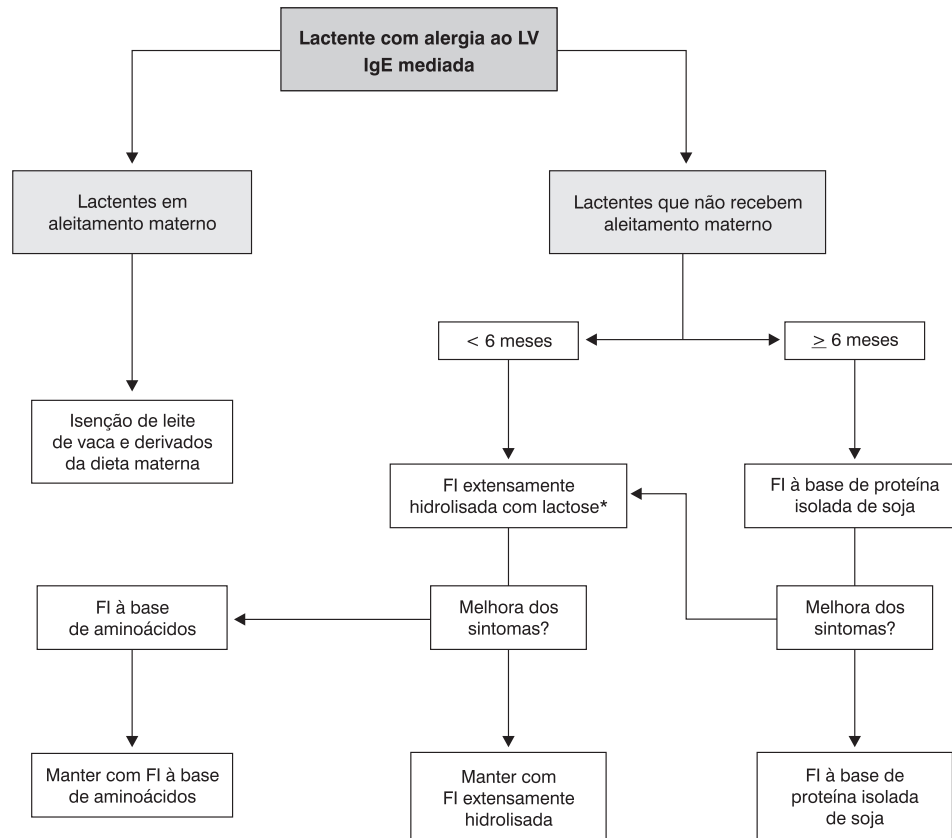 Lactente com alergia ao LV
IgE mediada
Lactentes em
aleitamento materno
Lactentes que não recebem
aleitamento materno
< 6 meses
≥ 6 meses
Isenção de leite
de vaca e derivados
da dieta materna
FI extensamente
hidrolisada com lactose*
FI à base de proteína
isolada de soja
FI à base
de aminoácidos
Melhora dos
sintomas?
Melhora dos
sintomas?
Manter com FI à base
de aminoácidos
Manter com
FI extensamente
hidrolisada
FI à base de
proteína isolada
de soja